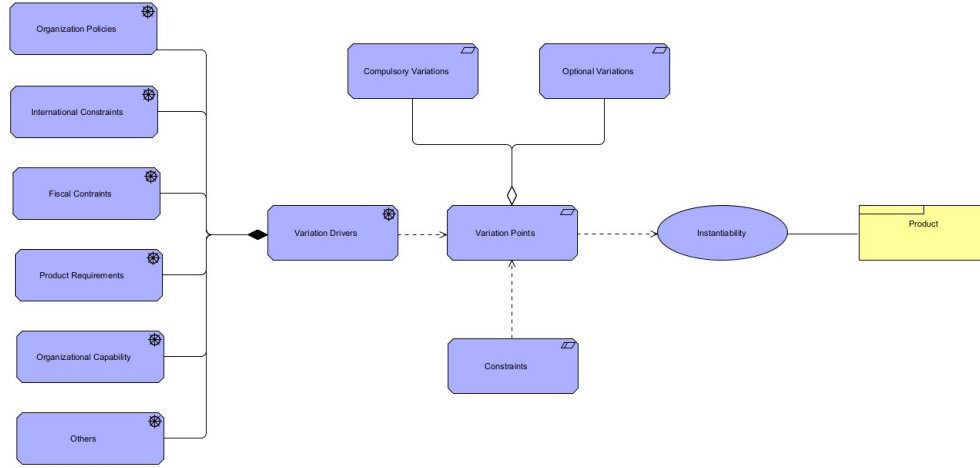 Organization Policies
International Constraints
Fiscal Contraints
Product Requirements
Organizational Capability
Others
Variation Drivers
Compulsory Variations
Optional Variations
Variation Points
Constraints
Instantiability
Product